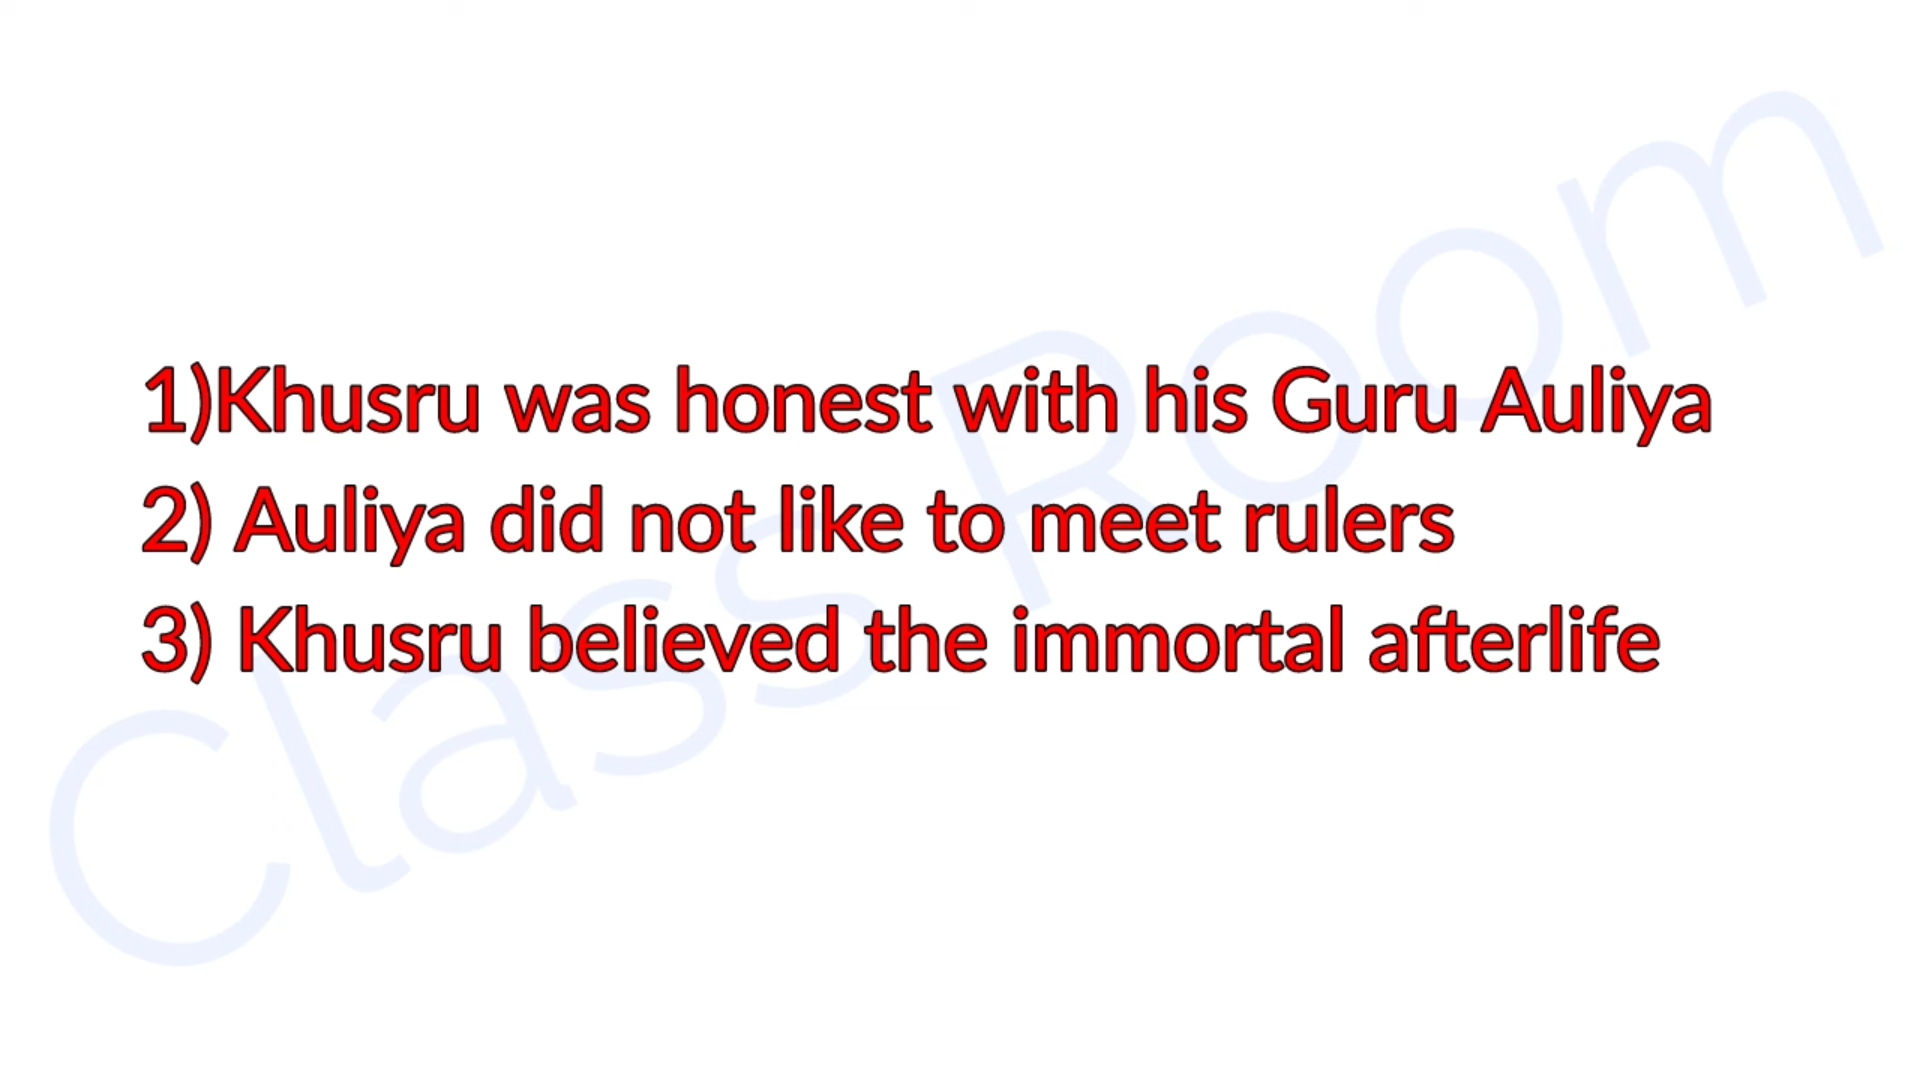 1)Khusru was honest with his Guru Auliya
2) Auliya did not like to meet rulers
3) Khusru believed the immortal afterlife
Class Room